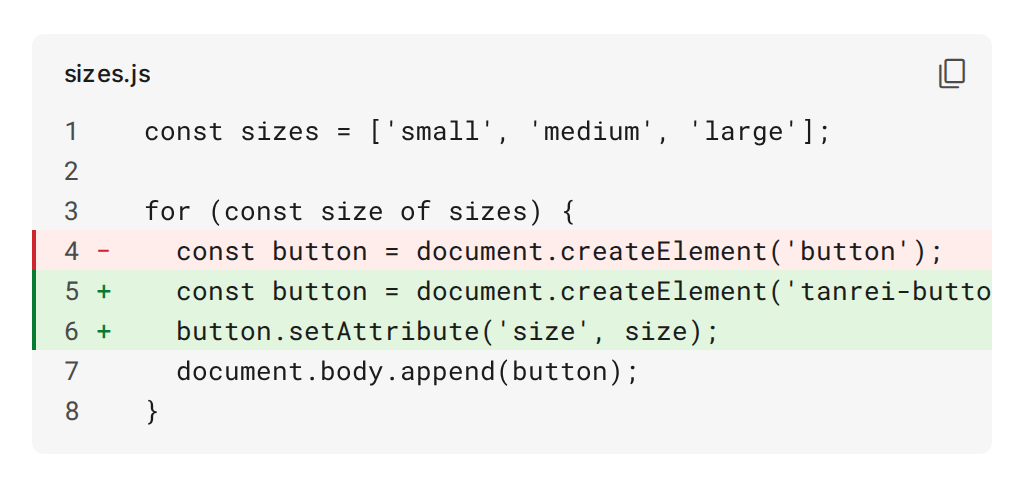 sizes.js
1 const sizes = ['small', 'medium', 'large'];
2
3 for (const size of sizes) {
4 - const button = document.createElement('button');
5 + const button = document.createElement('tanrei-butto
6 + button.setAttribute('size', size);
7 document.body.append(button);
8 }